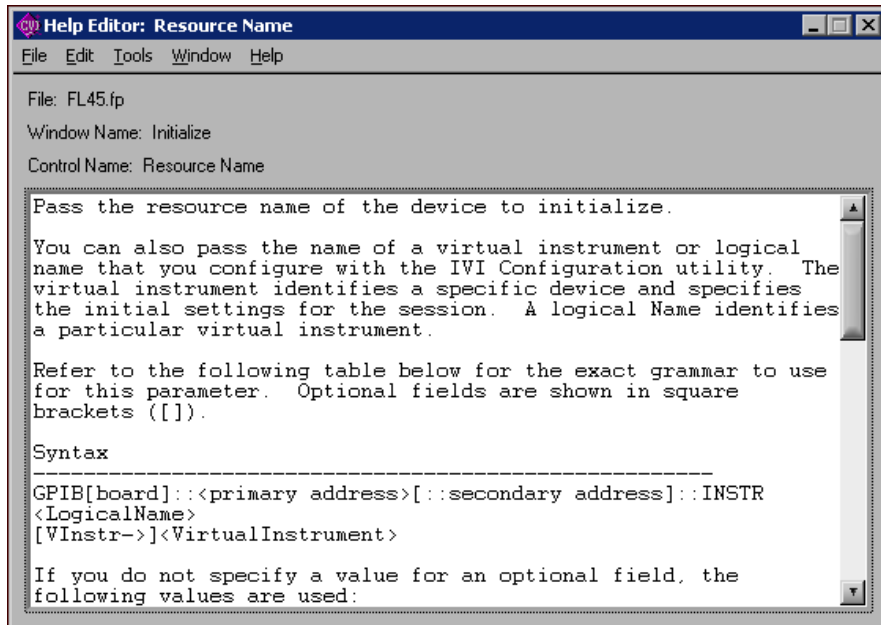 CVI Help Editor: Resource Name
File Edit Tools Window Help
File: FL45.fp
Window Name: Initialize
Control Name: Resource Name
Pass the resource name of the device to initialize.
You can also pass the name of a virtual instrument or logical
name that you configure with the IVI Configuration utility.  The
virtual instrument identifies a specific device and specifies
the initial settings for the session.  A logical Name identifies
a particular virtual instrument.
Refer to the following table below for the exact grammar to use
for this parameter.  Optional fields are shown in square
brackets ([]).
Syntax
------------------------------------------------------
GPIB[board]::<primary address>[::secondary address]::INSTR
<LogicalName>
[VInstr->]<VirtualInstrument>
If you do not specify a value for an optional field, the
following values are used: